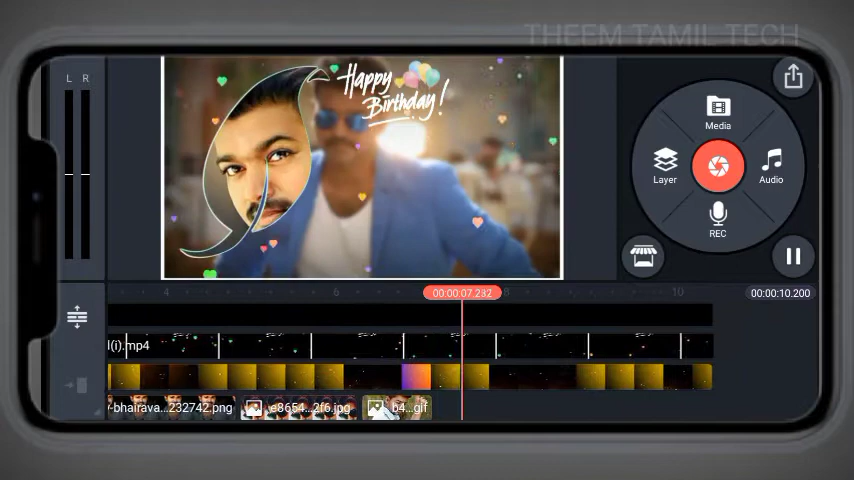 THEEM TAMIL TECH
L R
Happy
Birthday!
Media
Layer
Audio
REC
4
6
00:00:07.232
8
10
00:00:10.200
l(i).mp4
-bhairava...232742.png
e8654...2f6.jpg
b4...gif